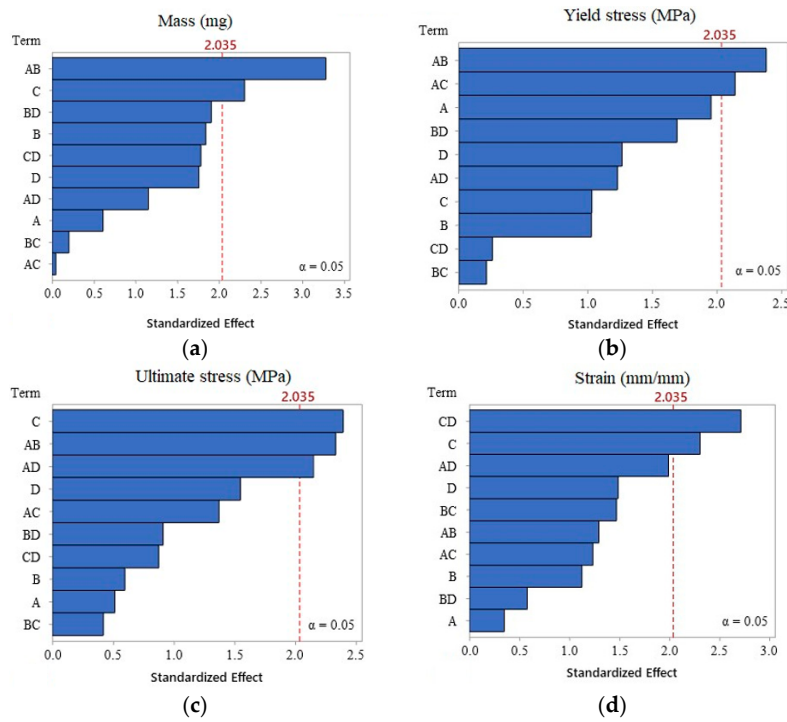 Mass (mg)
Term
2.035
AB
C
BD
B
CD
D
AD
A
BC
AC
α = 0.05
0.0 0.5 1.0 1.5 2.0 2.5 3.0 3.5
Standardized Effect
(a)
Yield stress (MPa)
Term
2.035
AB
AC
A
BD
D
AD
C
B
CD
BC
α = 0.05
0.0 0.5 1.0 1.5 2.0 2.5
Standardized Effect
(b)
Ultimate stress (MPa)
Term
2.035
C
AB
AD
D
AC
BD
CD
B
A
BC
α = 0.05
0.0 0.5 1.0 1.5 2.0 2.5
Standardized Effect
(c)
Strain (mm/mm)
Term
2.035
CD
C
AD
D
BC
AB
AC
B
BD
A
α = 0.05
0.0 0.5 1.0 1.5 2.0 2.5 3.0
Standardized Effect
(d)